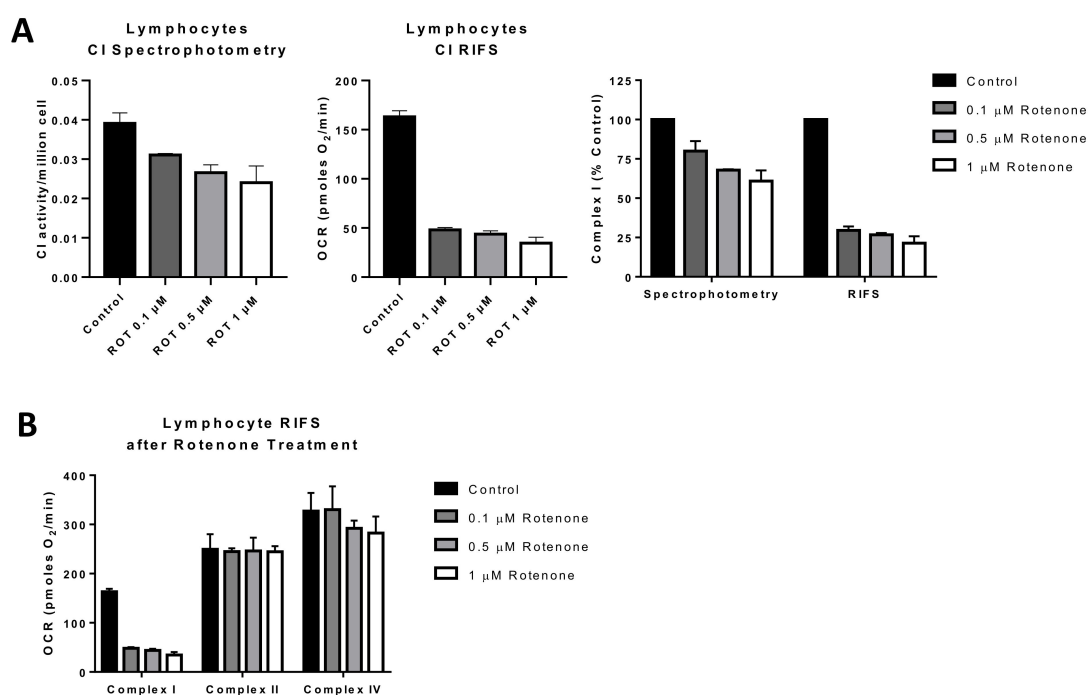 A
Lymphocytes
CI Spectrophotometry
CI activity/million cell
0.05
0.04
0.03
0.02
0.01
0.00
Control
ROT 0.1 µM
ROT 0.5 µM
ROT 1 µM
Lymphocytes
CI RIFS
OCR (pmoles O₂/min)
200
150
100
50
0
Control
ROT 0.1 µM
ROT 0.5 µM
ROT 1 µM
Complex I (% Control)
125
100
75
50
25
0
Spectrophotometry
RIFS
Control
0.1 µM Rotenone
0.5 µM Rotenone
1 µM Rotenone
B
Lymphocyte RIFS
after Rotenone Treatment
OCR (pmoles O₂/min)
400
300
200
100
0
Complex I
Complex II
Complex IV
Control
0.1 µM Rotenone
0.5 µM Rotenone
1 µM Rotenone